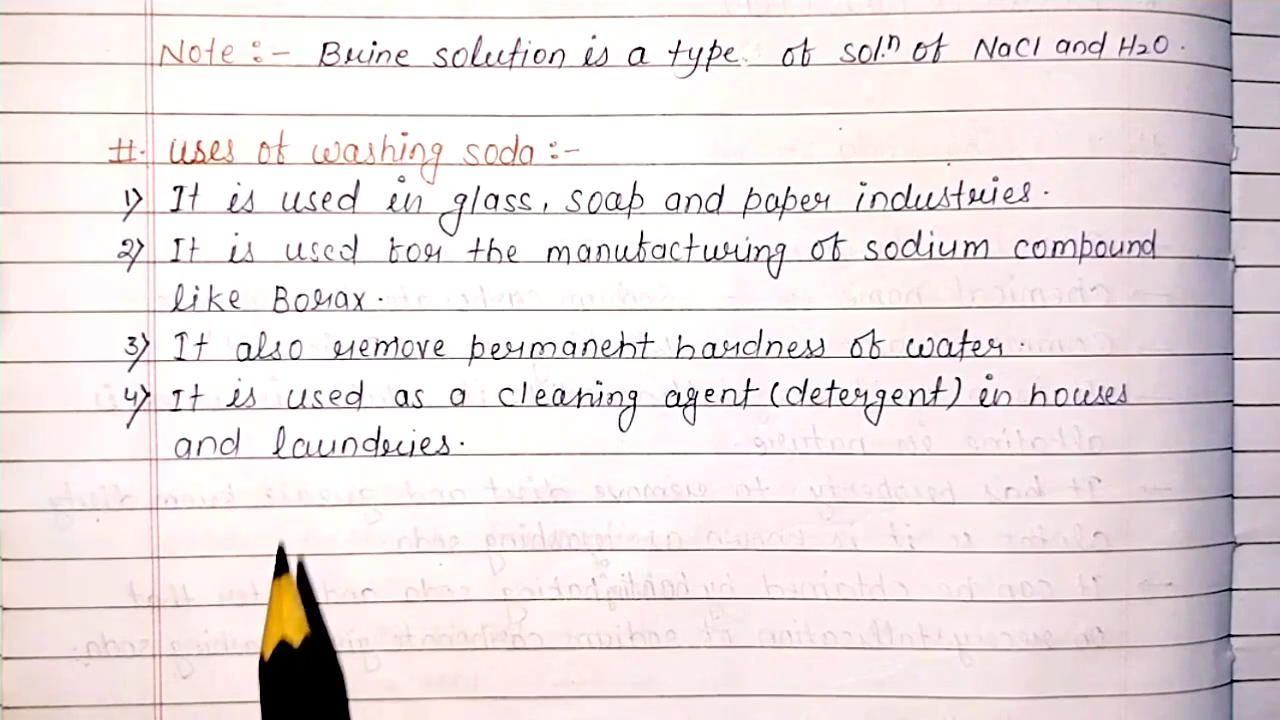 Note :- Brine solution is a type of sol.n of NaCl and H2O.
#. uses of washing soda :-
1) It is used in glass, soap and paper industries.
2) It is used for the manufacturing of sodium compound
like Borax.
3) It also remove permanent hardness of water.
4) It is used as a cleaning agent (detergent) in houses
and laundries.